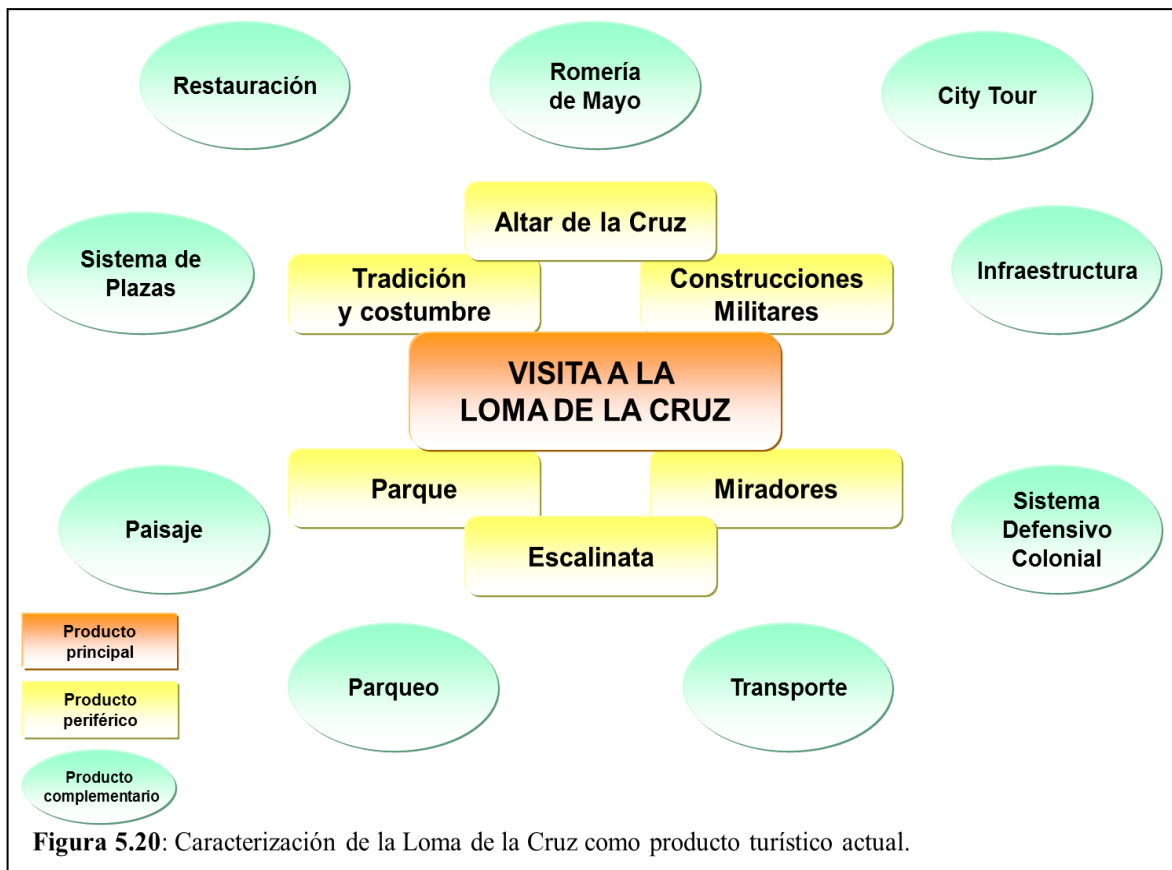 Restauración
Romería
de Mayo
City Tour
Altar de la Cruz
Sistema de
Plazas
Tradición
y costumbre
Construcciones
Militares
Infraestructura
VISITA A LA
LOMA DE LA CRUZ
Parque
Miradores
Paisaje
Escalinata
Sistema
Defensivo
Colonial
Producto
principal
Parqueo
Transporte
Producto
periférico
Producto
complementario
Figura 5.20: Caracterización de la Loma de la Cruz como producto turístico actual.